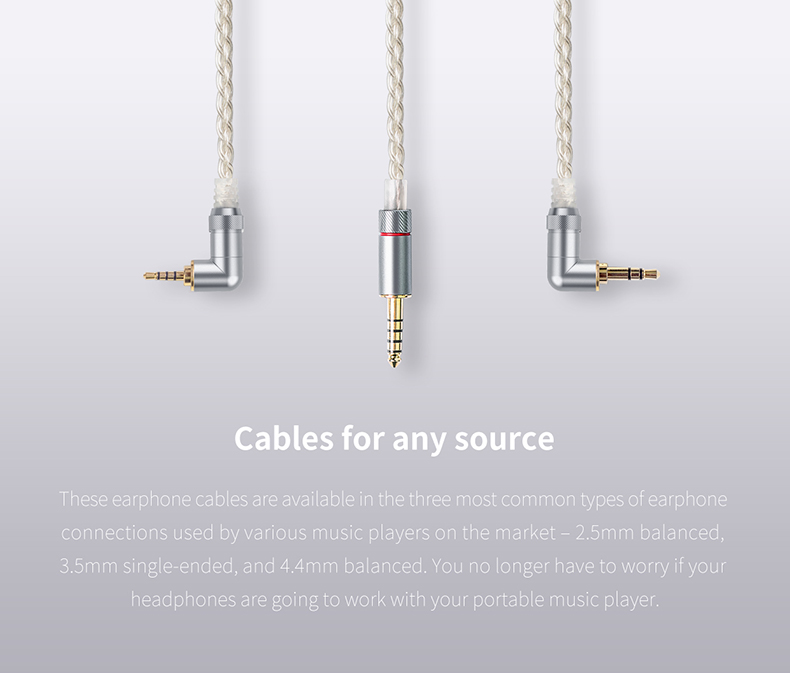 Cables for any source
These earphone cables are available in the three most common types of earphone
connections used by various music players on the market – 2.5mm balanced,
3.5mm single-ended, and 4.4mm balanced. You no longer have to worry if your
headphones are going to work with your portable music player.